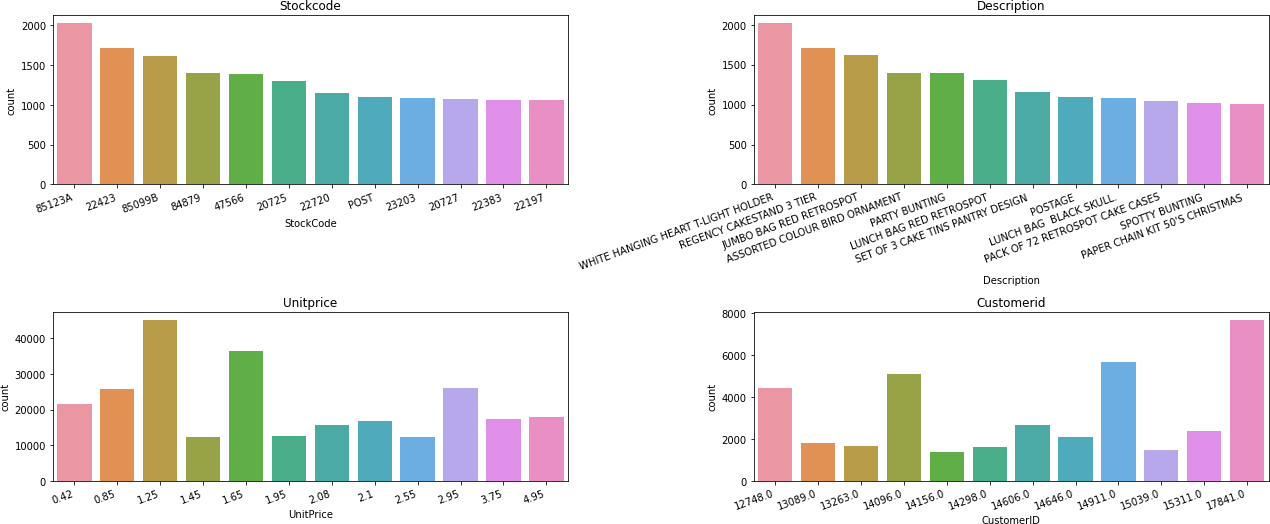 Stockcode
2000
1500
1000
500
0
count
85123A 22423 85099B 84879 47566 20725 22720 POST 23203 20727 22383 22197
StockCode
Description
2000
1500
1000
500
0
count
WHITE HANGING HEART T-LIGHT HOLDER
REGENCY CAKESTAND 3 TIER
JUMBO BAG RED RETROSPOT
ASSORTED COLOUR BIRD ORNAMENT
PARTY BUNTING
LUNCH BAG RED RETROSPOT
SET OF 3 CAKE TINS PANTRY DESIGN
POSTAGE
LUNCH BAG  BLACK SKULL.
PACK OF 72 RETROSPOT CAKE CASES
SPOTTY BUNTING
PAPER CHAIN KIT 50'S CHRISTMAS
Description
Unitprice
40000
30000
20000
10000
0
count
0.42 0.85 1.25 1.45 1.65 1.95 2.08 2.1 2.55 2.95 3.75 4.95
UnitPrice
Customerid
8000
6000
4000
2000
0
count
12748.0 13089.0 13263.0 14096.0 14156.0 14298.0 14606.0 14646.0 14911.0 15039.0 15311.0 17841.0
CustomerID